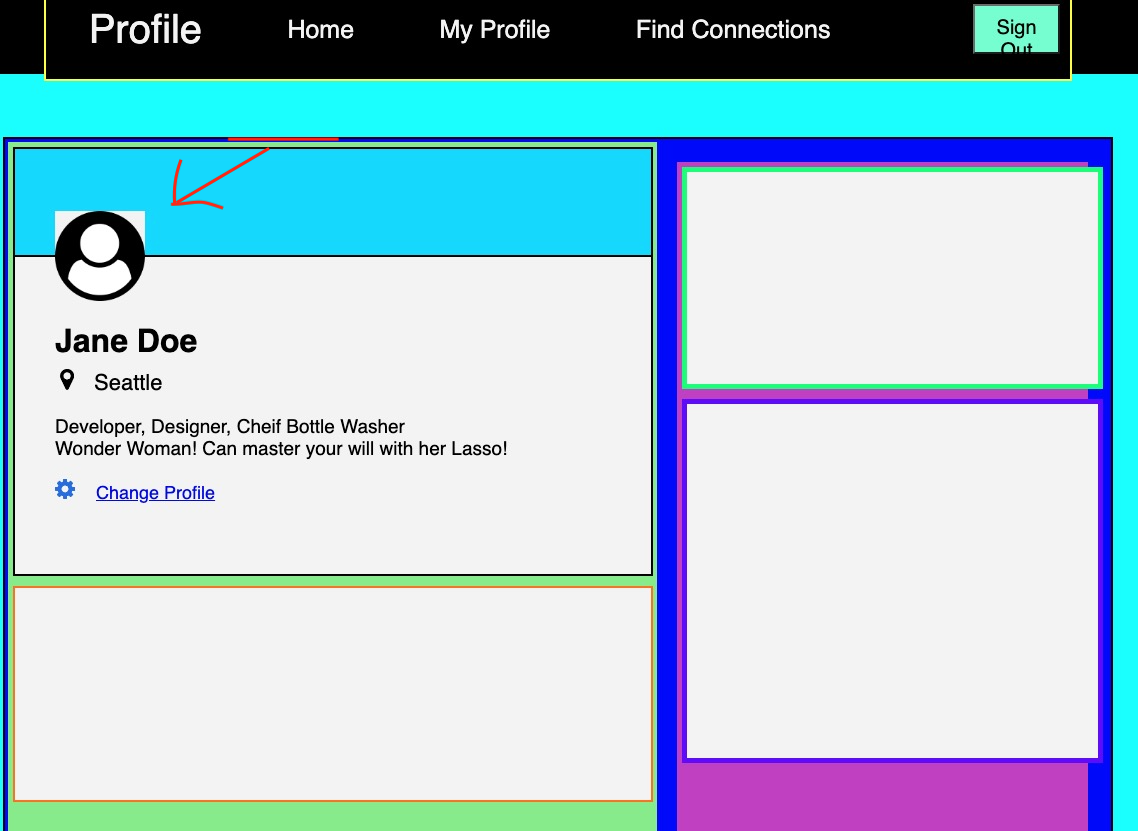 Profile
Home
My Profile
Find Connections
Sign
Out
Jane Doe
Seattle
Developer, Designer, Cheif Bottle Washer
Wonder Woman! Can master your will with her Lasso!
Change Profile